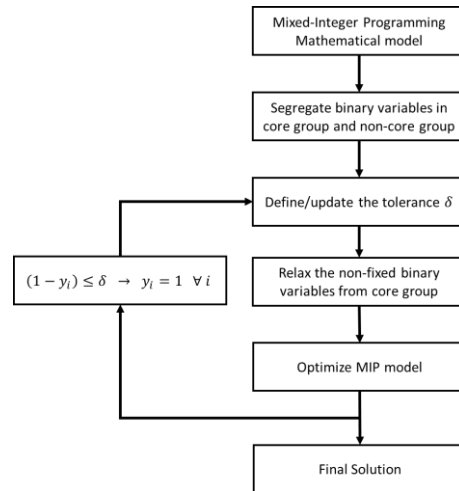 Mixed-Integer Programming
Mathematical model
Segregate binary variables in
core group and non-core group
Define/update the tolerance δ
(1 − yᵢ) ≤ δ → yᵢ = 1 ∀ i
Relax the non-fixed binary
variables from core group
Optimize MIP model
Final Solution